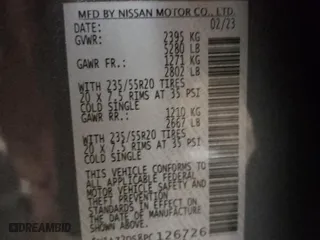 MFD BY NISSAN MOTOR CO., LTD.
DATE: 02/23
GVWR: 2395 KG
5280 LB
GAWR FR.: 1271 KG
2802 LB
WITH 235/55R20 TIRES
20 X 7.5 RIMS AT 35 PSI
COLD SINGLE
GAWR RR.: 1210 KG
2667 LB
WITH 235/55R20 TIRES
20 X 7.5 RIMS AT 35 PSI
COLD SINGLE
THIS VEHICLE CONFORMS TO
ALL APPLICABLE FEDERAL
MOTOR VEHICLE SAFETY AND
THEFT PREVENTION
STANDARDS IN EFFECT ON
THE DATE OF MANUFACTURE
SHOWN ABOVE
126726
DREAMBID